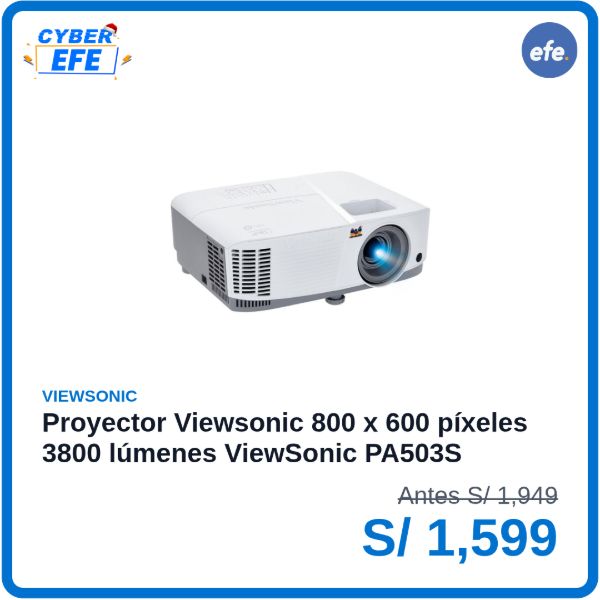 CYBER
EFE
efe.
VIEWSONIC
Proyector Viewsonic 800 x 600 píxeles
3800 lúmenes ViewSonic PA503S
Antes S/ 1,949
S/ 1,599